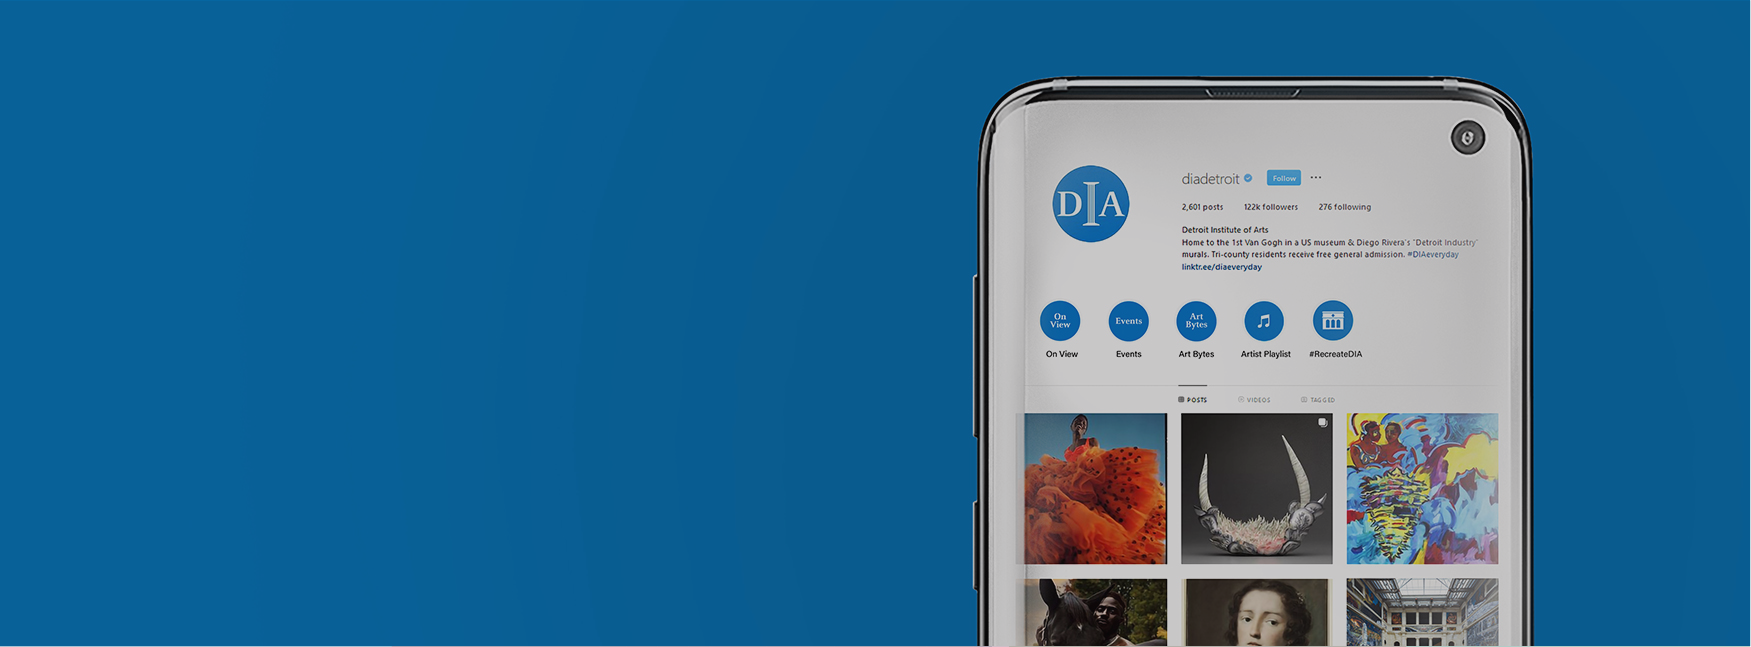 DIA
diadetroit
Follow
2,601 posts 122k followers 276 following
Detroit Institute of Arts
Home to the 1st Van Gogh in a US museum & Diego Rivera's "Detroit Industry"
murals. Tri-county residents receive free general admission. #DIAeveryday
linktr.ee/diaeveryday
On
View
Events
Art
Bytes
On View
Events
Art Bytes
Artist Playlist
#RecreateDIA
POSTS
VIDEOS
TAGGED